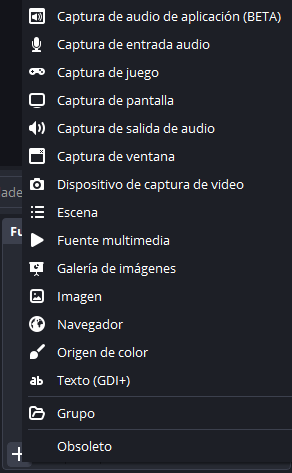 Captura de audio de aplicación (BETA)
Captura de entrada audio
Captura de juego
Captura de pantalla
Captura de salida de audio
Captura de ventana
Dispositivo de captura de video
Escena
Fuente multimedia
Galería de imágenes
Imagen
Navegador
Origen de color
ab Texto (GDI+)
Grupo
Obsoleto
ade
Fu